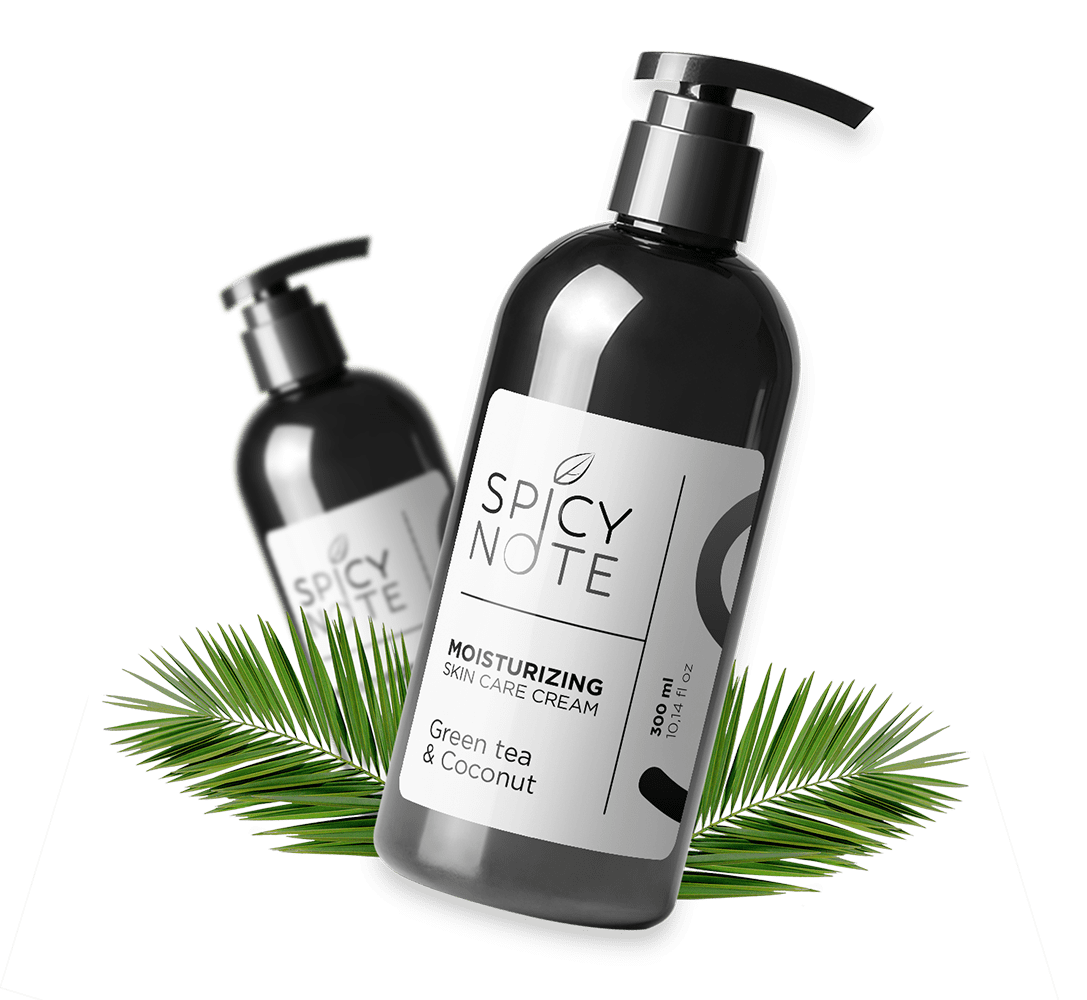 SPICY
NOTE
MOISTURIZING
SKIN CARE CREAM
Green tea
& Coconut
300 ml
10,14 fl oz
SPICY
NOTE